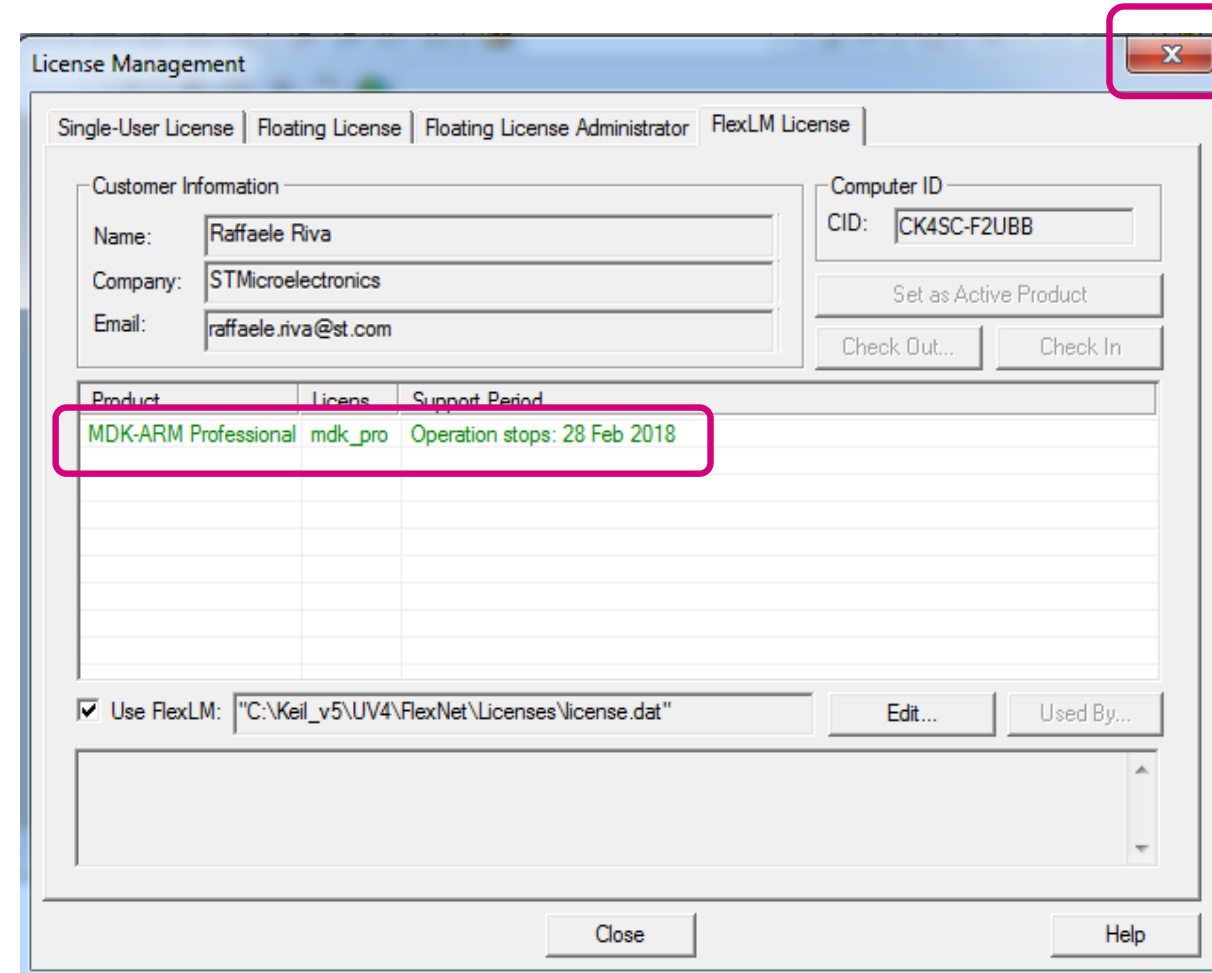 License Management
Single-User License Floating License Floating License Administrator FlexLM License
Customer Information
Name: Raffaele Riva
Company: STMicroelectronics
Email: raffaele.riva@st.com
Computer ID
CID: CK4SC-F2UBB
Set as Active Product
Check Out... Check In
Product Licens... Support Period
MDK-ARM Professional mdk_pro Operation stops: 28 Feb 2018
Use FlexLM: "C:\Keil_v5\UV4\FlexNet\Licenses\license.dat" Edit... Used By...
Close Help